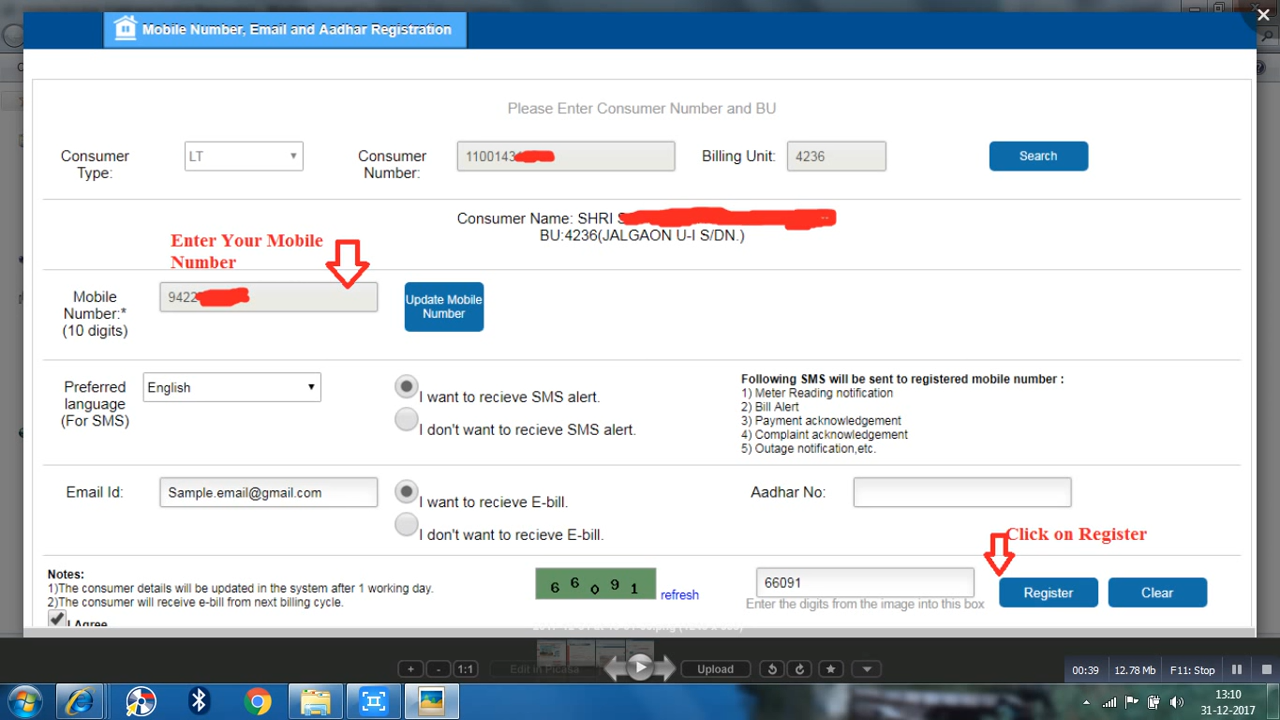 Mobile Number, Email and Aadhar Registration
Please Enter Consumer Number and BU
Consumer Type:
LT
Consumer Number:
1100143
Billing Unit:
4236
Search
Consumer Name: SHRI S
BU:4236(JALGAON U-I S/DN.)
Enter Your Mobile
Number
Mobile
Number:*
(10 digits)
9422
Update Mobile
Number
Preferred
language
(For SMS)
English
I want to recieve SMS alert.
I don't want to recieve SMS alert.
Following SMS will be sent to registered mobile number :
1) Meter Reading notification
2) Bill Alert
3) Payment acknowledgement
4) Complaint acknowledgement
5) Outage notification,etc.
Email Id:
Sample.email@gmail.com
I want to recieve E-bill.
I don't want to recieve E-bill.
Aadhar No:
Click on Register
Notes:
1)The consumer details will be updated in the system after 1 working day.
2)The consumer will receive e-bill from next billing cycle.
I Agree
66091
refresh
66091
Enter the digits from the image into this box
Register
Clear
+
-
1:1
Edit in Picasa
Upload
00:39
12.78 Mb
F11: Stop
13:10
31-12-2017